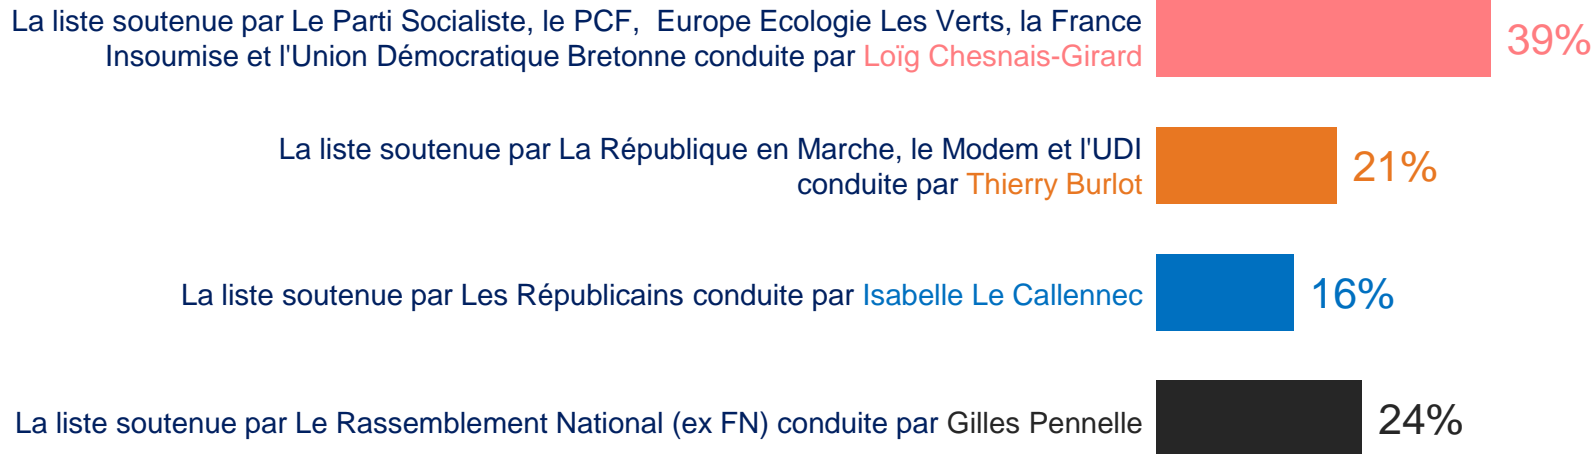 La liste soutenue par Le Parti Socialiste, le PCF, Europe Ecologie Les Verts, la France
Insoumise et l'Union Démocratique Bretonne conduite par Loïg Chesnais-Girard
39%
La liste soutenue par La République en Marche, le Modem et l'UDI
conduite par Thierry Burlot
21%
La liste soutenue par Les Républicains conduite par Isabelle Le Callennec
16%
La liste soutenue par Le Rassemblement National (ex FN) conduite par Gilles Pennelle
24%